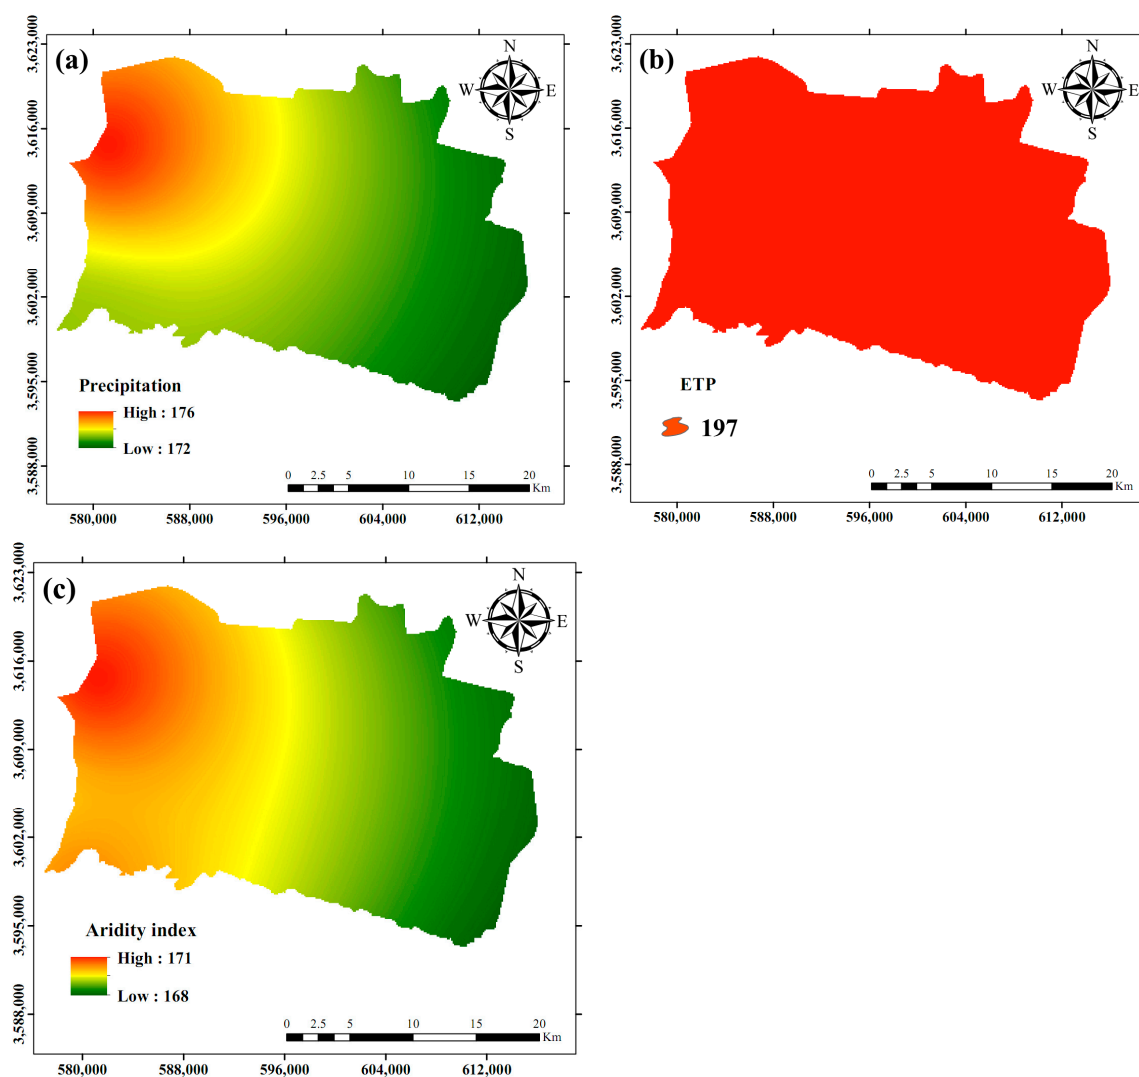 (a)
N
W E
S
3,623,000
3,616,000
3,609,000
3,602,000
3,595,000
3,588,000
Precipitation
High : 176
Low : 172
0 2.5 5 10 15 20
Km
580,000 588,000 596,000 604,000 612,000
(b)
N
W E
S
3,623,000
3,616,000
3,609,000
3,602,000
3,595,000
3,588,000
ETP
197
0 2.5 5 10 15 20
Km
580,000 588,000 596,000 604,000 612,000
(c)
N
W E
S
3,623,000
3,616,000
3,609,000
3,602,000
3,595,000
3,588,000
Aridity index
High : 171
Low : 168
0 2.5 5 10 15 20
Km
580,000 588,000 596,000 604,000 612,000